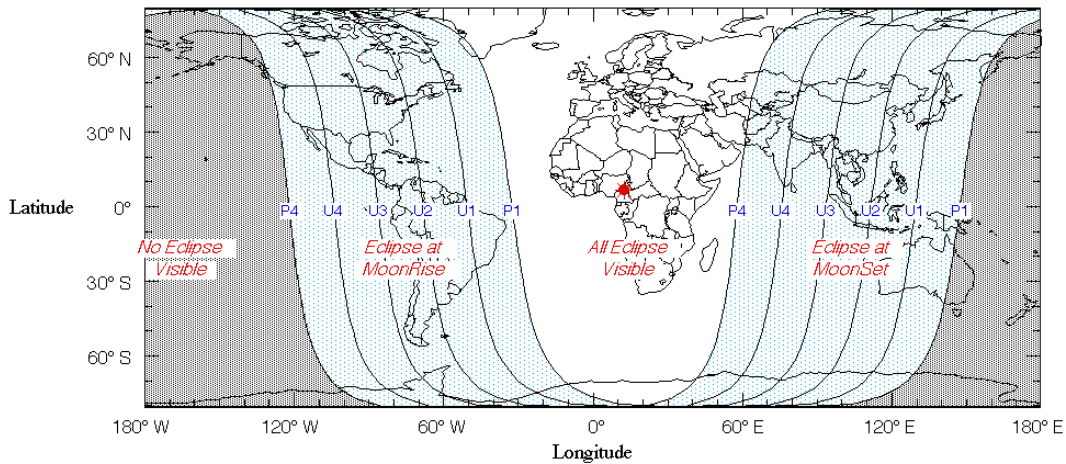 60° N
30° N
Latitude
0°
30° S
60° S
P4 U4 U3 U2 U1 P1 P4 U4 U3 U2 U1 P1
No Eclipse
Visible
Eclipse at
MoonRise
All Eclipse
Visible
Eclipse at
MoonSet
180° W 120° W 60° W 0° 60° E 120° E 180° E
Longitude